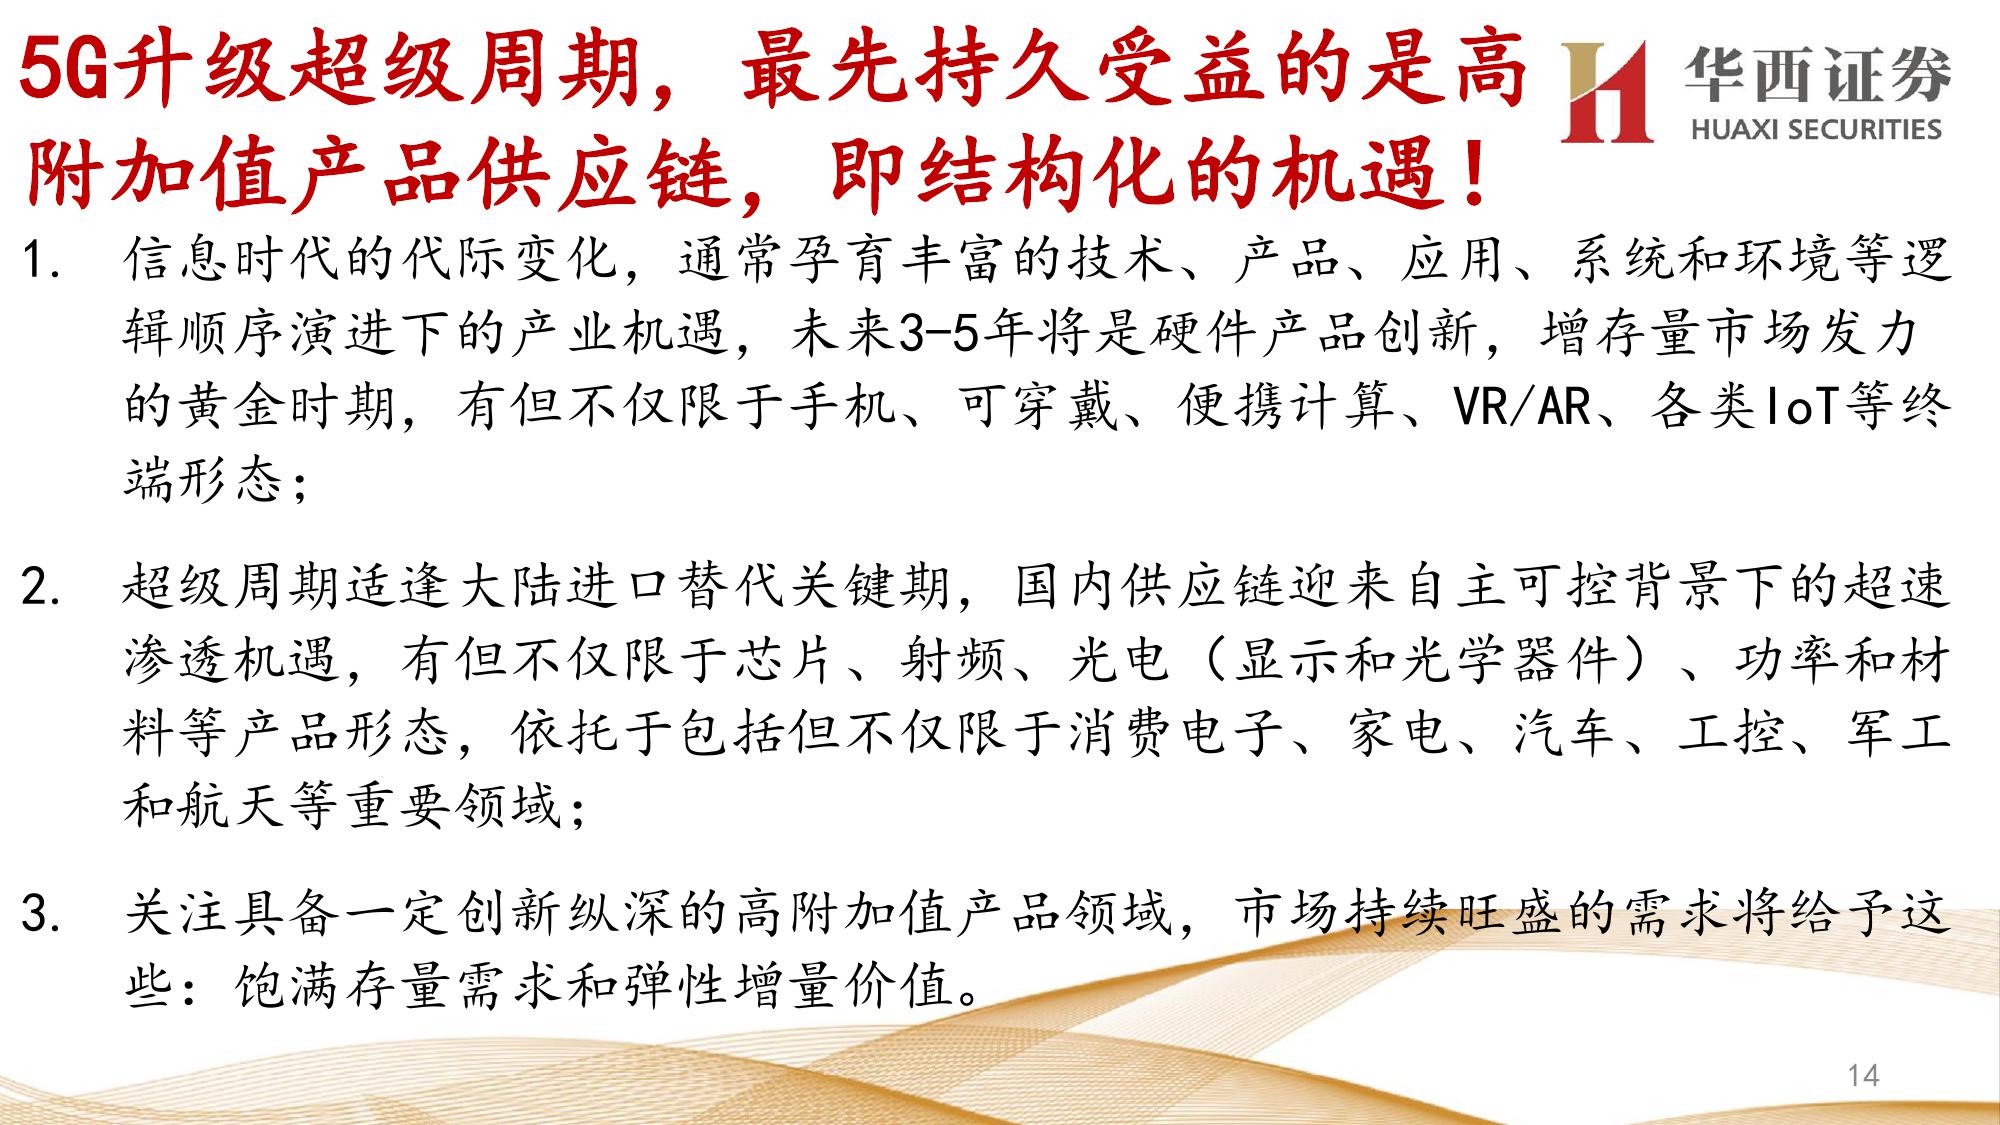 5G升级超级周期，最先持久受益的是高
附加值产品供应链，即结构化的机遇！
华西证券
HUAXI SECURITIES
1. 信息时代的代际变化，通常孕育丰富的技术、产品、应用、系统和环境等逻
辑顺序演进下的产业机遇，未来3-5年将是硬件产品创新，增存量市场发力
的黄金时期，有但不仅限于手机、可穿戴、便携计算、VR/AR、各类IoT等终
端形态；
2. 超级周期适逢大陆进口替代关键期，国内供应链迎来自主可控背景下的超速
渗透机遇，有但不仅限于芯片、射频、光电（显示和光学器件）、功率和材
料等产品形态，依托于包括但不仅限于消费电子、家电、汽车、工控、军工
和航天等重要领域；
3. 关注具备一定创新纵深的高附加值产品领域，市场持续旺盛的需求将给予这
些：饱满存量需求和弹性增量价值。
14